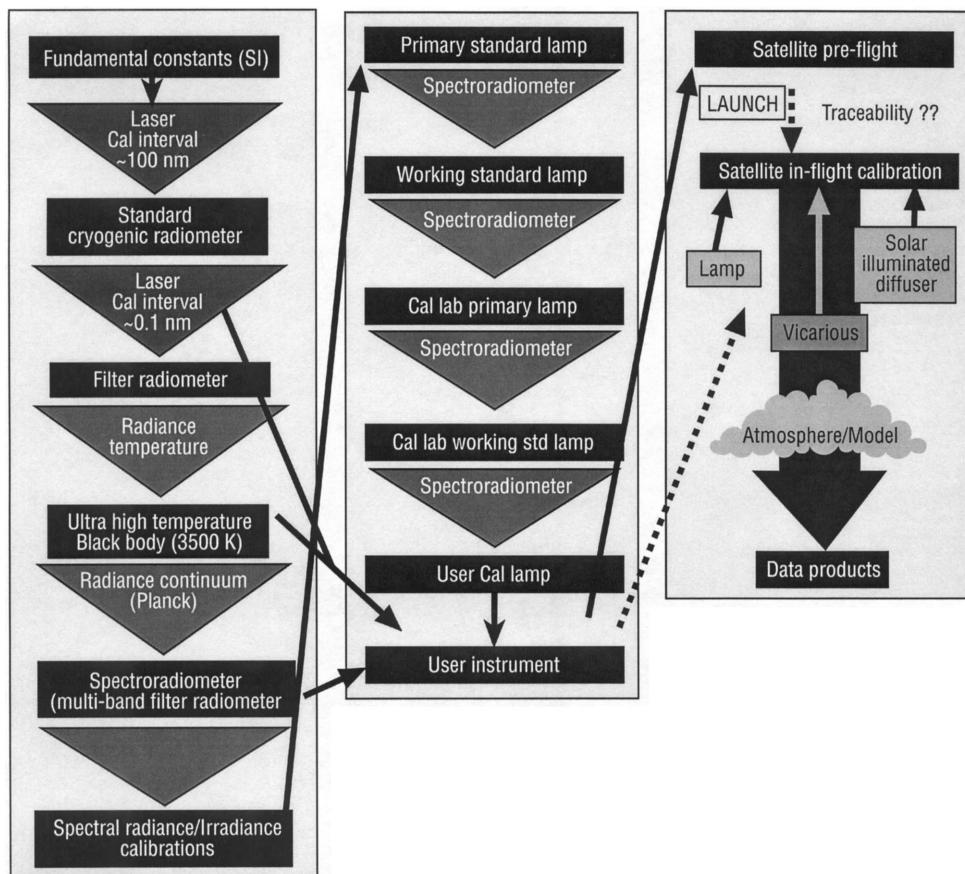 Fundamental constants (SI)
Laser
Cal interval
~100 nm
Standard
cryogenic radiometer
Laser
Cal interval
~0.1 nm
Filter radiometer
Radiance
temperature
Ultra high temperature
Black body (3500 K)
Radiance continuum
(Planck)
Spectroradiometer
(multi-band filter radiometer
Spectral radiance/Irradiance
calibrations
Primary standard lamp
Spectroradiometer
Working standard lamp
Spectroradiometer
Cal lab primary lamp
Spectroradiometer
Cal lab working std lamp
Spectroradiometer
User Cal lamp
User instrument
Satellite pre-flight
LAUNCH
Traceability ??
Satellite in-flight calibration
Lamp
Solar
illuminated
diffuser
Vicarious
Atmosphere/Model
Data products